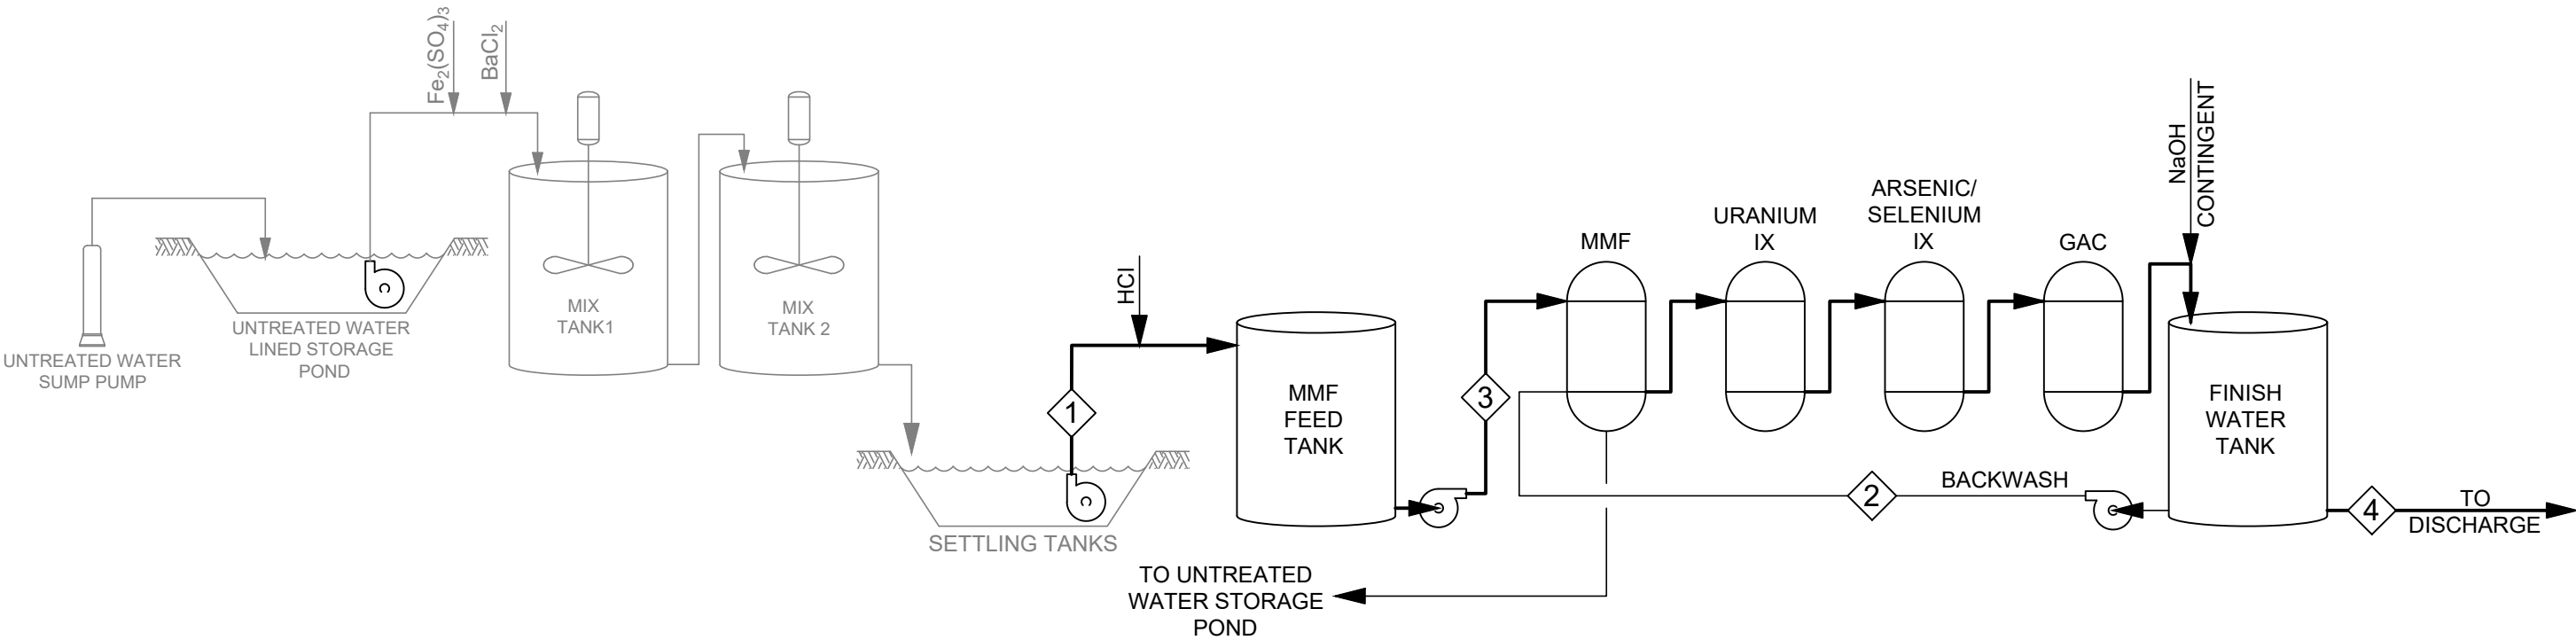 Fe₂(SO₄)₃
BaCl₂
UNTREATED WATER
SUMP PUMP
UNTREATED WATER
LINED STORAGE
POND
MIX
TANK1
MIX
TANK 2
SETTLING TANKS
1
HCl
MMF
FEED
TANK
3
MMF
URANIUM
IX
ARSENIC/
SELENIUM
IX
GAC
NaOH
CONTINGENT
FINISH
WATER
TANK
2
BACKWASH
4
TO
DISCHARGE
TO UNTREATED
WATER STORAGE
POND